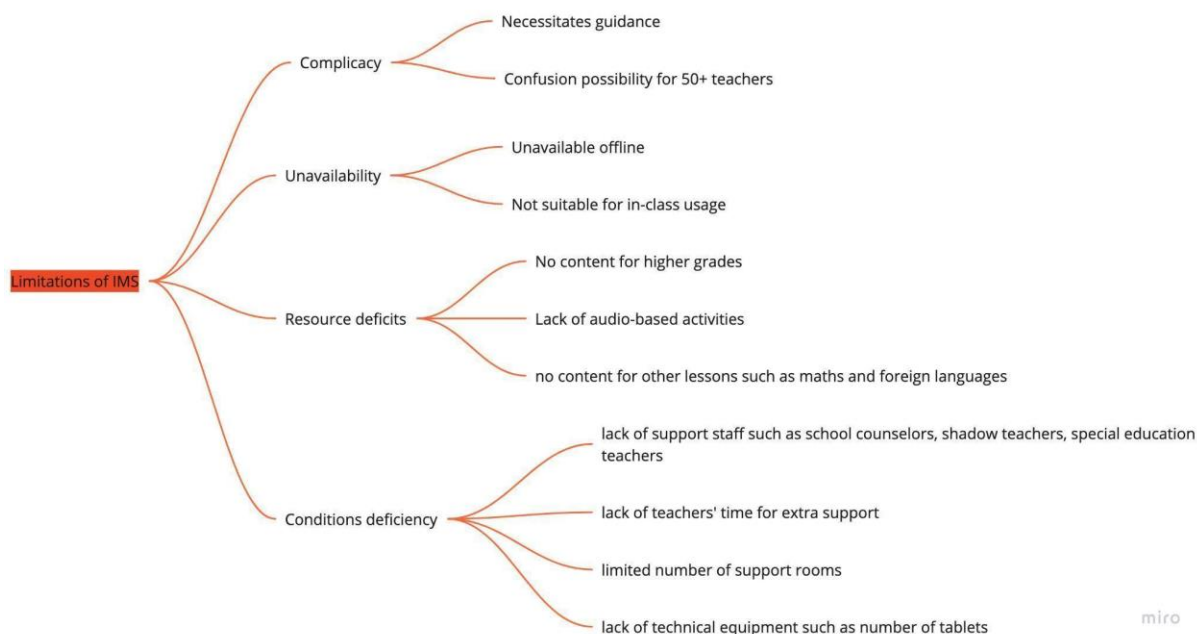 Limitations of IMS
Complicacy
Necessitates guidance
Confusion possibility for 50+ teachers
Unavailability
Unavailable offline
Not suitable for in-class usage
Resource deficits
No content for higher grades
Lack of audio-based activities
no content for other lessons such as maths and foreign languages
Conditions deficiency
lack of support staff such as school counselors, shadow teachers, special education
teachers
lack of teachers' time for extra support
limited number of support rooms
lack of technical equipment such as number of tablets
miro